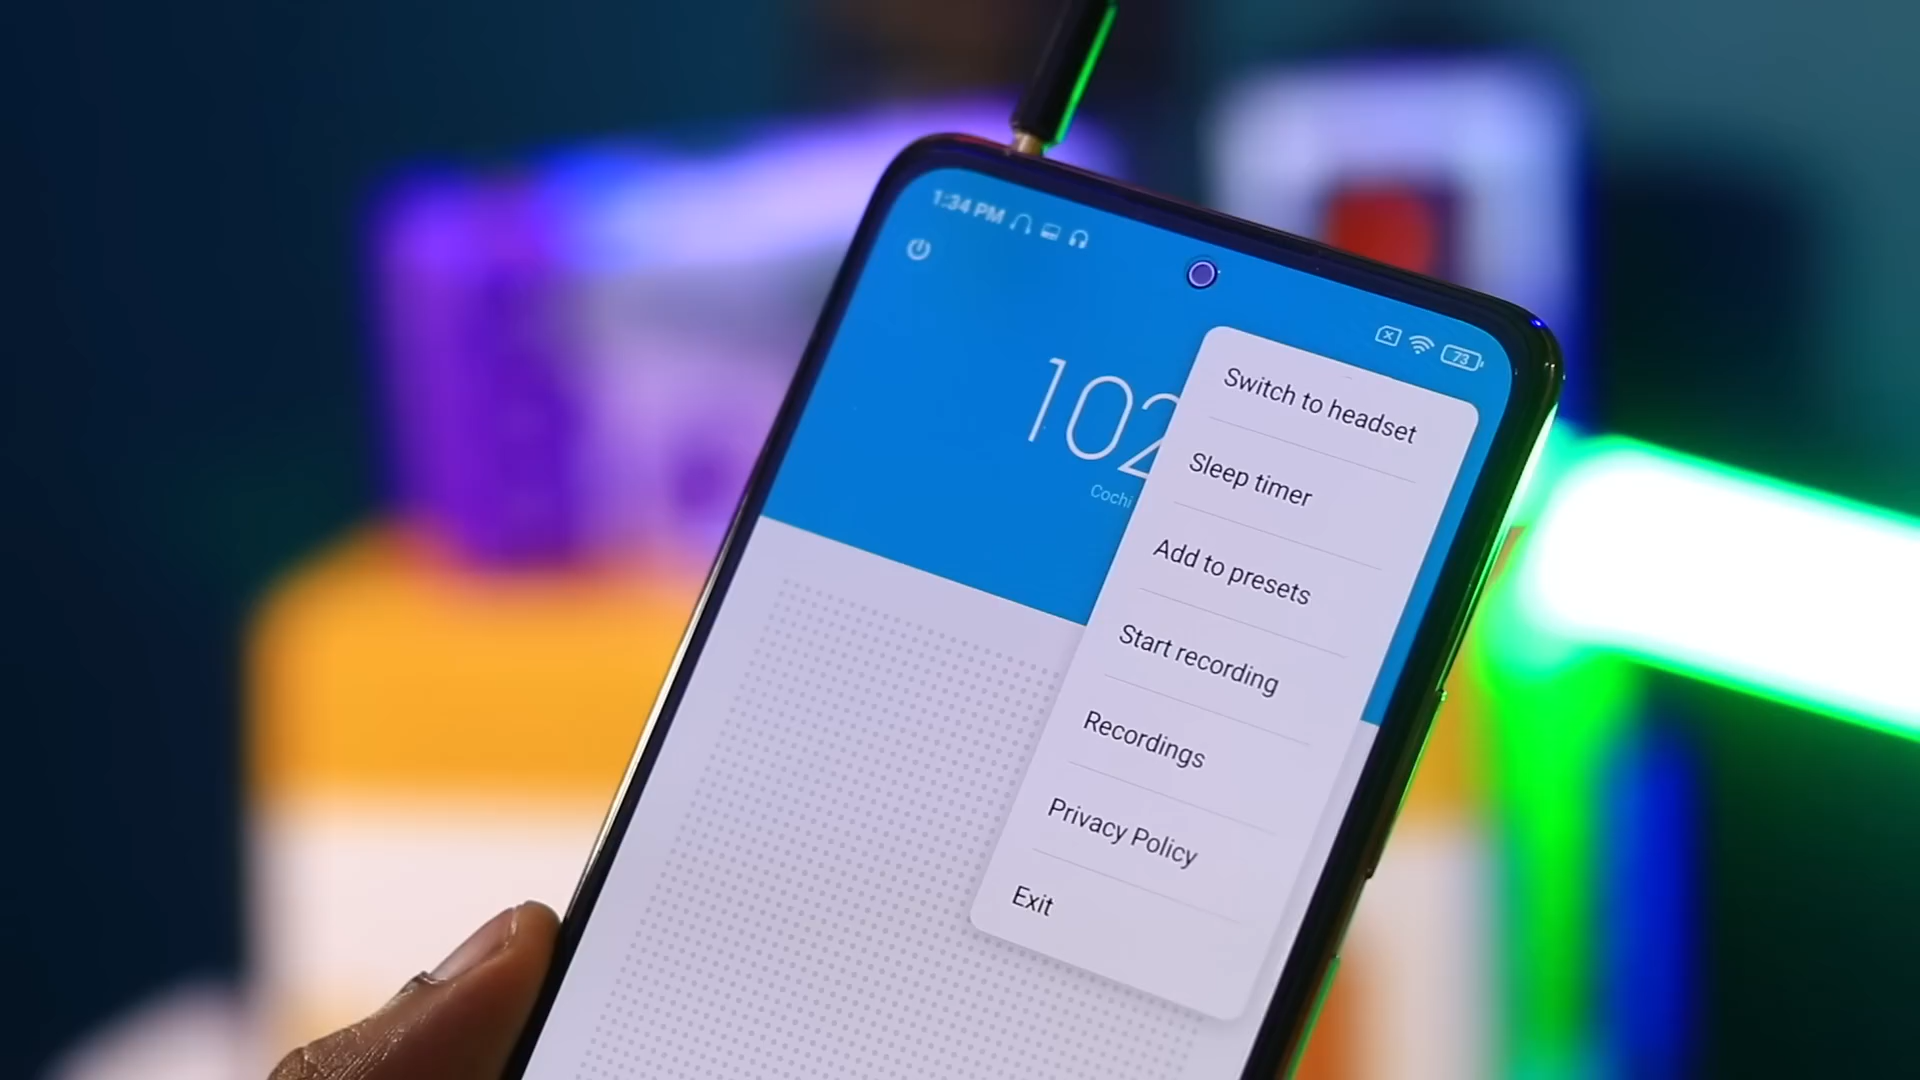 1:34 PM
73
102
Cochi
Switch to headset
Sleep timer
Add to presets
Start recording
Recordings
Privacy Policy
Exit